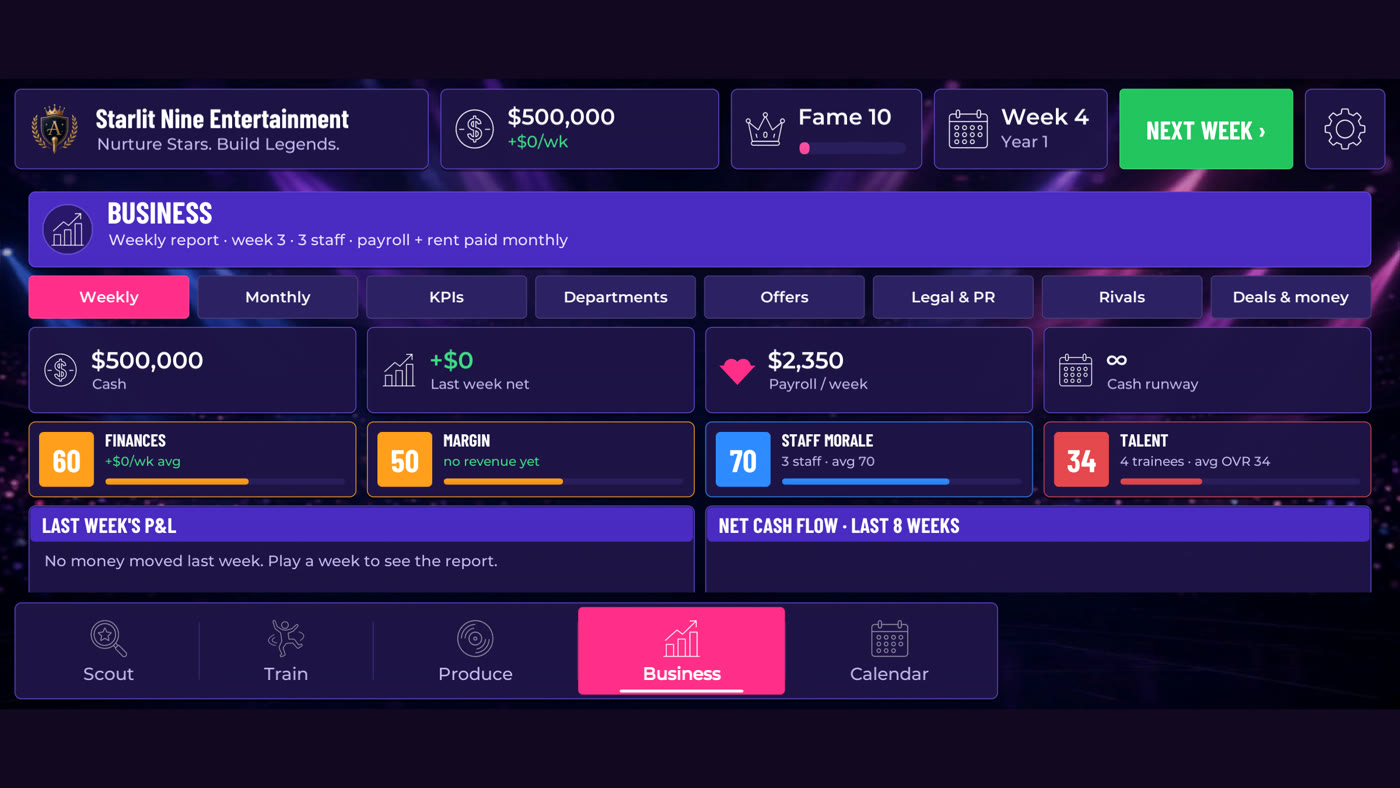 A
Starlit Nine Entertainment
Nurture Stars. Build Legends.
$500,000
+$0/wk
Fame 10
Week 4
Year 1
NEXT WEEK ›
BUSINESS
Weekly report · week 3 · 3 staff · payroll + rent paid monthly
Weekly
Monthly
KPIs
Departments
Offers
Legal & PR
Rivals
Deals & money
$500,000
Cash
+$0
Last week net
$2,350
Payroll / week
∞
Cash runway
60
FINANCES
+$0/wk avg
50
MARGIN
no revenue yet
70
STAFF MORALE
3 staff · avg 70
34
TALENT
4 trainees · avg OVR 34
LAST WEEK'S P&L
No money moved last week. Play a week to see the report.
NET CASH FLOW · LAST 8 WEEKS
Scout
Train
Produce
Business
Calendar